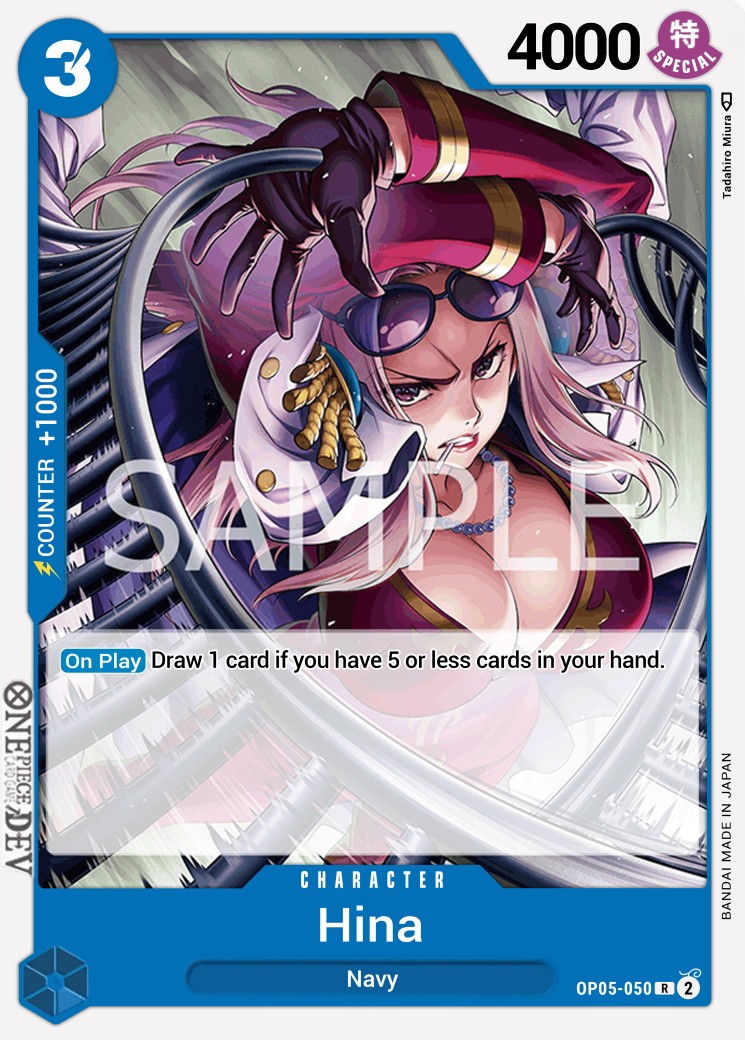 3
4000
特
SPECIAL
Tadahiro Miura
COUNTER +1000
SAMPLE
On Play Draw 1 card if you have 5 or less cards in your hand.
ONE PIECE
CARD GAME
DEV
BANDAI MADE IN JAPAN
CHARACTER
Hina
Navy
OP05-050 R 2